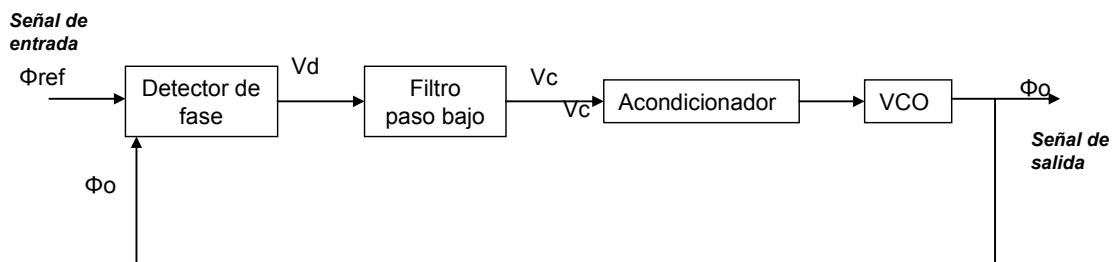 Señal de
entrada
Φref
Detector de
fase
Vd
Filtro
paso bajo
Vc
Vc
Acondicionador
VCO
Φo
Señal de
salida
Φo